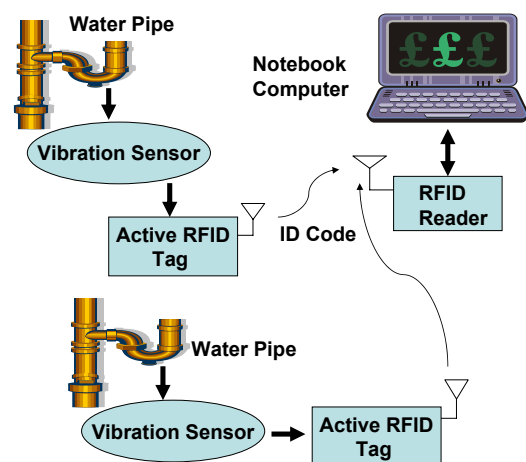 Water Pipe
Notebook
Computer
£££
Vibration Sensor
RFID
Reader
Active RFID
Tag
ID Code
Water Pipe
Vibration Sensor
Active RFID
Tag